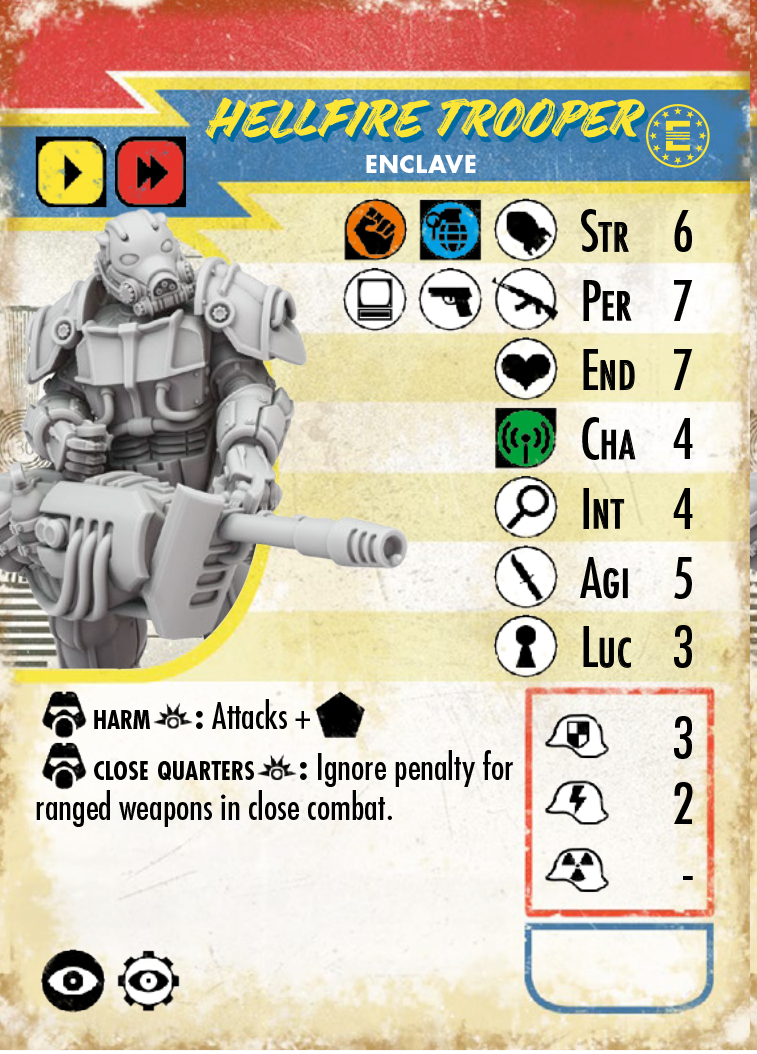 HELLFIRE TROOPER
E
ENCLAVE
STR 6
PER 7
END 7
CHA 4
INT 4
AGI 5
LUC 3
HARM : Attacks +
CLOSE QUARTERS : Ignore penalty for
ranged weapons in close combat.
3
2
-